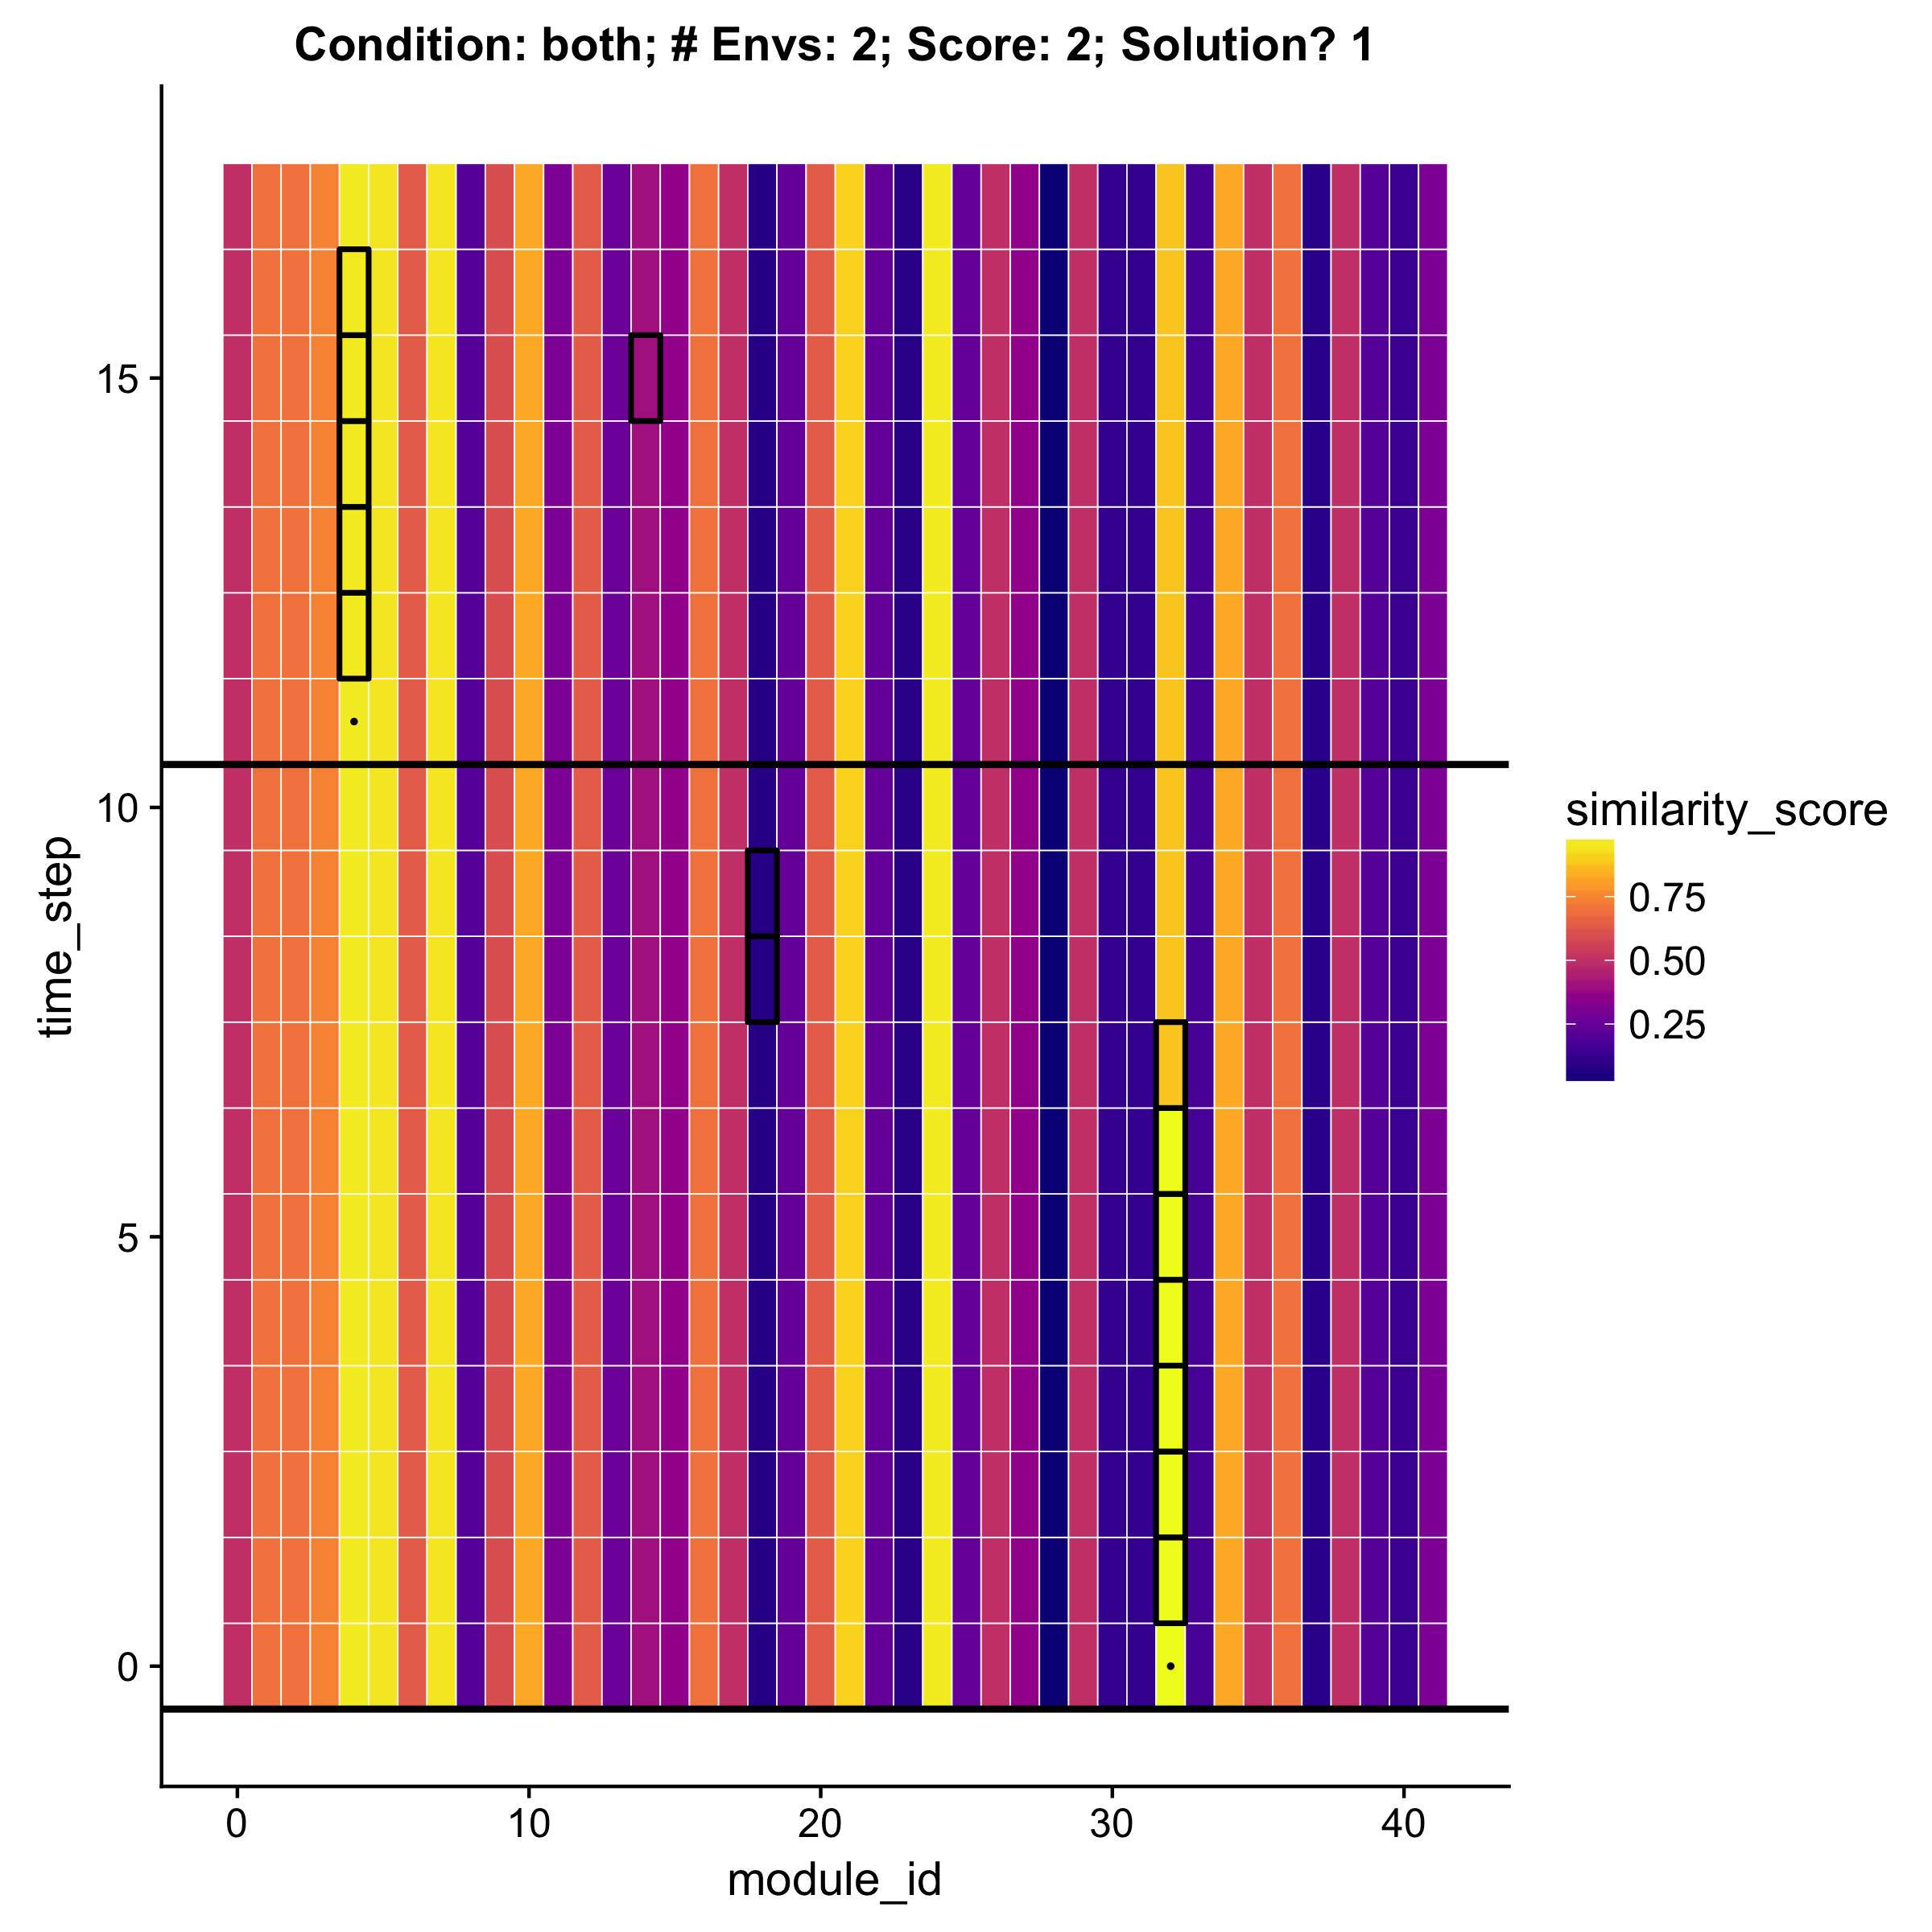 Condition: both; # Envs: 2; Score: 2; Solution? 1
15
10
5
0
time_step
0 10 20 30 40
module_id
similarity_score
0.75
0.50
0.25